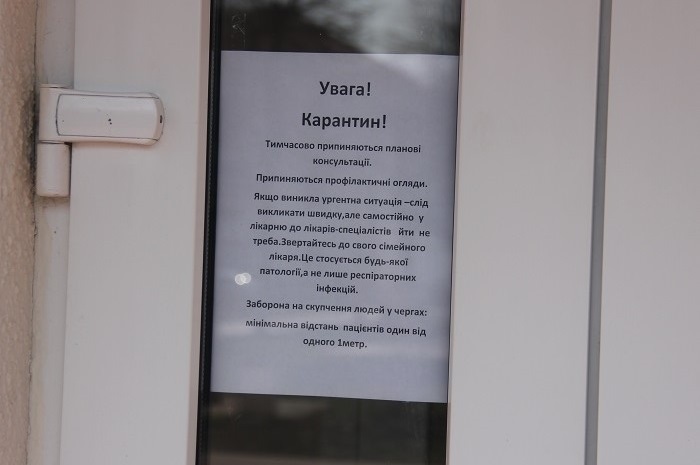 Увага!
Карантин!
Тимчасово припиняються планові
консультації.
Припиняються профілактичні огляди.
Якщо виникла ургентна ситуація –слід
викликати швидку,але самостійно у
лікарню до лікарів-спеціалістів йти не
треба.Звертайтесь до свого сімейного
лікаря.Це стосується будь-якої
патології,а не лише респіраторних
інфекцій.
Заборона на скупчення людей у чергах:
мінімальна відстань пацієнтів один від
одного 1метр.